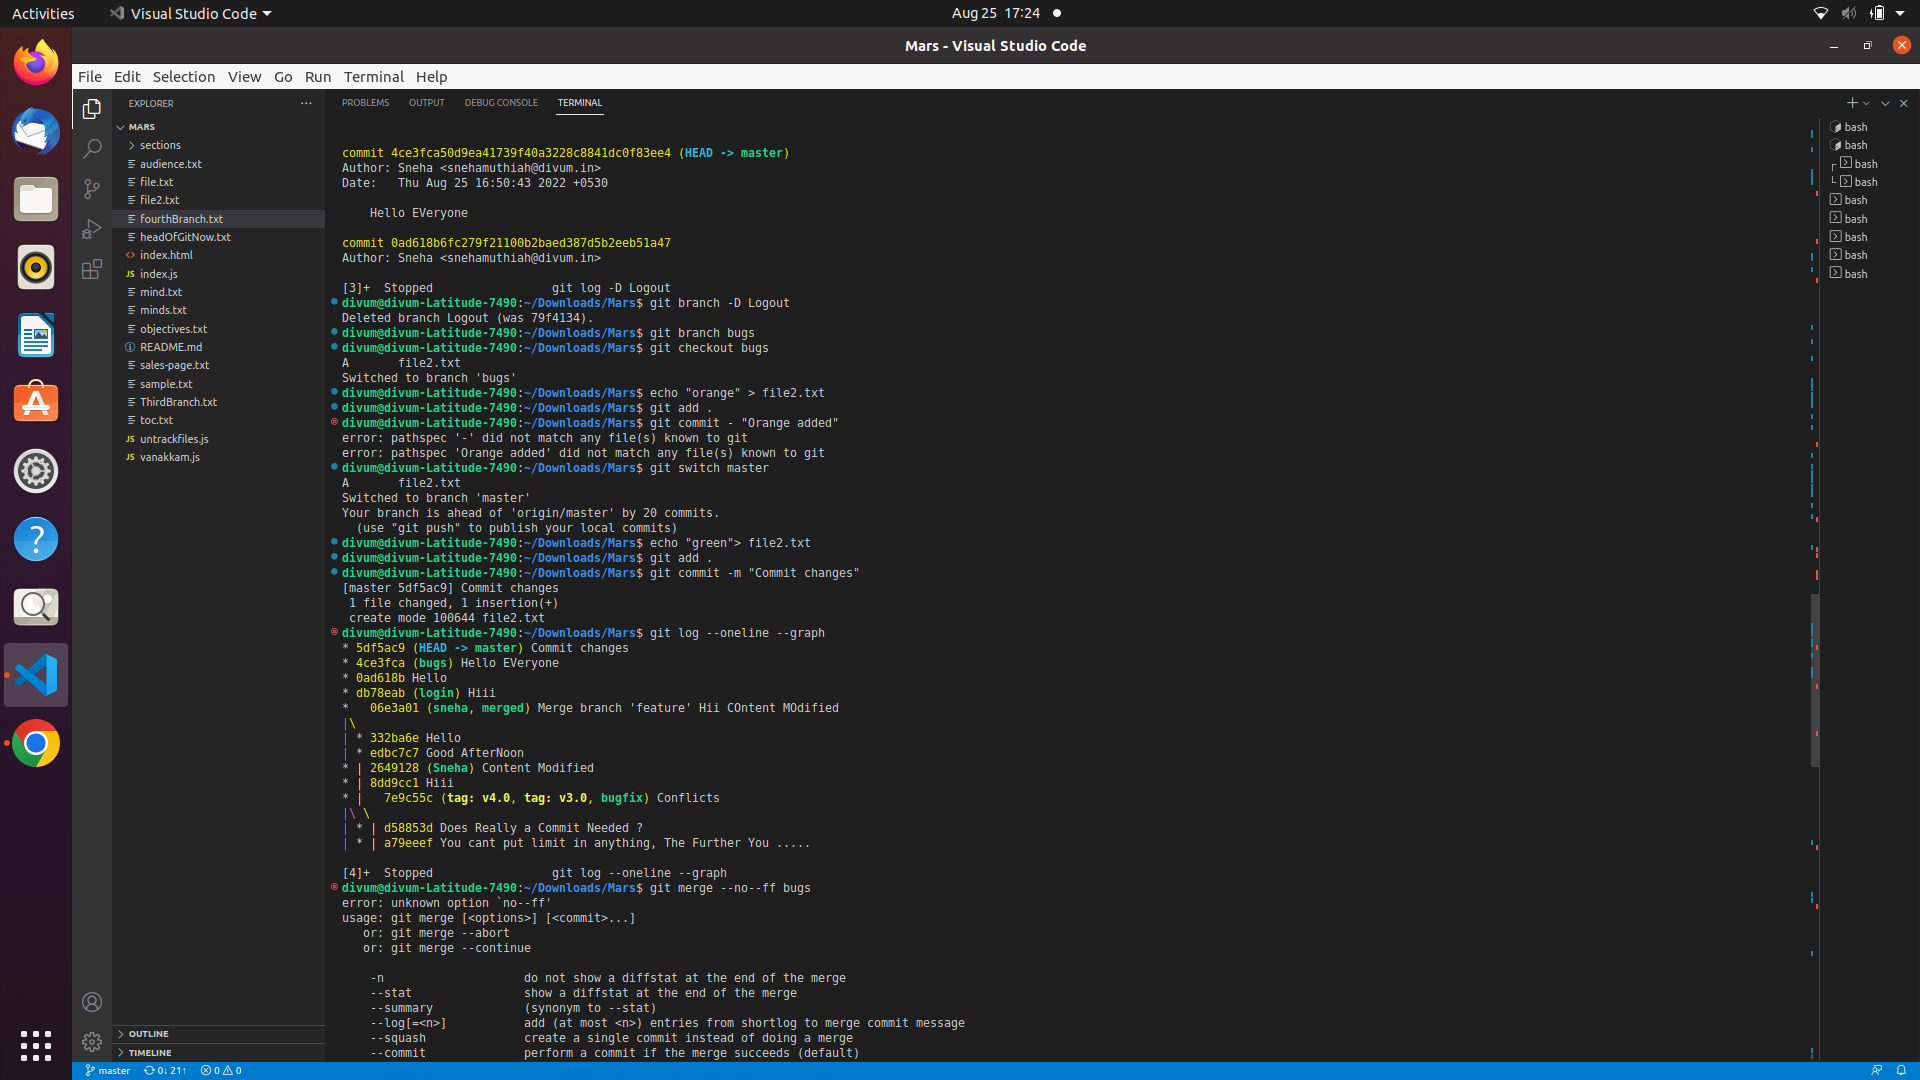 Activities
Visual Studio Code
Aug 25 17:24
Mars - Visual Studio Code
File Edit Selection View Go Run Terminal Help
EXPLORER
MARS
sections
audience.txt
file.txt
file2.txt
fourthBranch.txt
headOfGitNow.txt
index.html
JS index.js
mind.txt
minds.txt
objectives.txt
README.md
sales-page.txt
sample.txt
ThirdBranch.txt
toc.txt
JS untrackfiles.js
JS vanakkam.js
OUTLINE
TIMELINE
PROBLEMS OUTPUT DEBUG CONSOLE TERMINAL
commit 4ce3fca50d9ea41739f40a3228c8841dc0f83ee4 (HEAD -> master)
Author: Sneha <snehamuthiah@divum.in>
Date:   Thu Aug 25 16:50:43 2022 +0530
Hello EVeryone
commit 0ad618b6fc279f21100b2baed387d5b2eeb51a47
Author: Sneha <snehamuthiah@divum.in>
[3]+  Stopped                 git log -D Logout
divum@divum-Latitude-7490:~/Downloads/Mars$ git branch -D Logout
Deleted branch Logout (was 79f4134).
divum@divum-Latitude-7490:~/Downloads/Mars$ git branch bugs
divum@divum-Latitude-7490:~/Downloads/Mars$ git checkout bugs
A       file2.txt
Switched to branch 'bugs'
divum@divum-Latitude-7490:~/Downloads/Mars$ echo "orange" > file2.txt
divum@divum-Latitude-7490:~/Downloads/Mars$ git add .
divum@divum-Latitude-7490:~/Downloads/Mars$ git commit - "Orange added"
error: pathspec '-' did not match any file(s) known to git
error: pathspec 'Orange added' did not match any file(s) known to git
divum@divum-Latitude-7490:~/Downloads/Mars$ git switch master
A       file2.txt
Switched to branch 'master'
Your branch is ahead of 'origin/master' by 20 commits.
  (use "git push" to publish your local commits)
divum@divum-Latitude-7490:~/Downloads/Mars$ echo "green"> file2.txt
divum@divum-Latitude-7490:~/Downloads/Mars$ git add .
divum@divum-Latitude-7490:~/Downloads/Mars$ git commit -m "Commit changes"
[master 5df5ac9] Commit changes
 1 file changed, 1 insertion(+)
 create mode 100644 file2.txt
divum@divum-Latitude-7490:~/Downloads/Mars$ git log --oneline --graph
* 5df5ac9 (HEAD -> master) Commit changes
* 4ce3fca (bugs) Hello EVeryone
* 0ad618b Hello
* db78eab (login) Hiii
*   06e3a01 (sneha, merged) Merge branch 'feature' Hii COntent MOdified
|\
| * 332ba6e Hello
| * edbc7c7 Good AfterNoon
* | 2649128 (Sneha) Content Modified
* | 8dd9cc1 Hiii
* |   7e9c55c (tag: v4.0, tag: v3.0, bugfix) Conflicts
|\ \
| * | d58853d Does Really a Commit Needed ?
| * | a79eeef You cant put limit in anything, The Further You .....
[4]+  Stopped                 git log --oneline --graph
divum@divum-Latitude-7490:~/Downloads/Mars$ git merge --no--ff bugs
error: unknown option `no--ff'
usage: git merge [<options>] [<commit>...]
   or: git merge --abort
   or: git merge --continue
    -n                    do not show a diffstat at the end of the merge
    --stat                show a diffstat at the end of the merge
    --summary             (synonym to --stat)
    --log[=<n>]           add (at most <n>) entries from shortlog to merge commit message
    --squash              create a single commit instead of doing a merge
    --commit              perform a commit if the merge succeeds (default)
bash
bash
bash
bash
bash
bash
bash
bash
bash
master 0↓ 21↑ 0 0